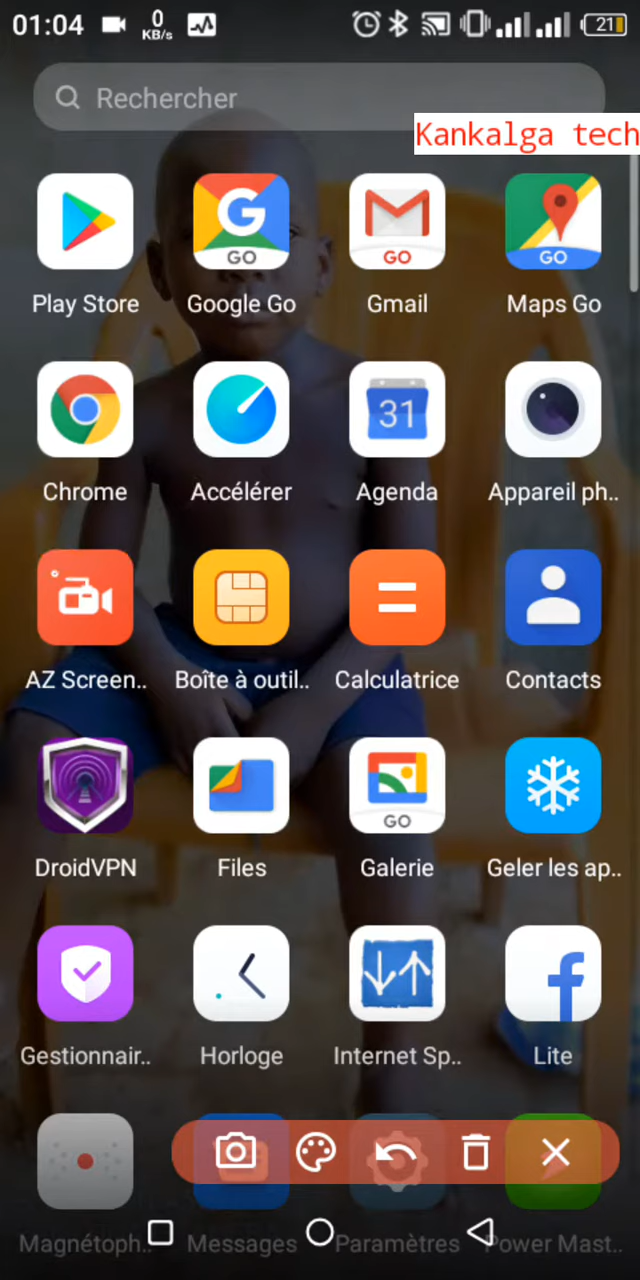 01:04 0 KB/s 21
Rechercher
Kankalga tech
GO GO GO
Play Store Google Go Gmail Maps Go
31
Chrome Accélérer Agenda Appareil ph..
AZ Screen.. Boîte à outil.. Calculatrice Contacts
GO
DroidVPN Files Galerie Geler les ap..
Gestionnair.. Horloge Internet Sp.. Lite
Magnétoph.. Messages Paramètres Power Mast..